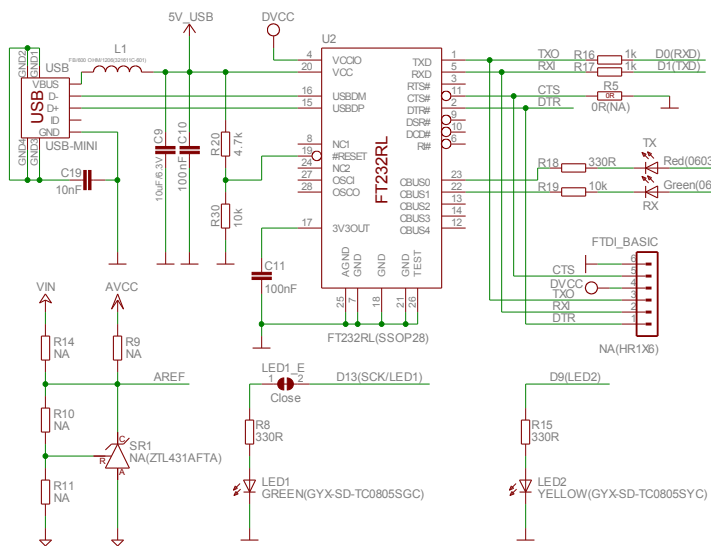 5V_USB
DVCC
USB
L1
FB/600 OHM/1206(321611C-601)
U2
GND2
GND1
VBUS
D-
D+
ID
GND
USB
GND4
GND3
USB-MINI
C19
10nF
C9
10uF/6.3V
C10
100nF
R20
4.7k
R30
10k
C11
100nF
4 VCCIO
20 VCC
16 USBDM
15 USBDP
8 NC1
19 #RESET
24 NC2
27 OSCI
28 OSCO
17 3V3OUT
FT232RL
TXD 1
RXD 5
RTS# 3
CTS# 11
DTR# 2
DSR# 9
DCD# 10
RI# 6
CBUS0 23
CBUS1 22
CBUS2 13
CBUS3 14
CBUS4 12
AGND
GND
GND
GND
TEST
25
7
18
21
26
FT232RL(SSOP28)
TXO R16 1k D0(RXD)
RXI R17 1k D1(TXD)
R5
CTS 0R
DTR 0R(NA)
TX
R18 330R Red(0603
R19 10k Green(06
RX
FTDI_BASIC
6
CTS 5
DVCC 4
TXO 3
RXI 2
DTR 1
NA(HR1X6)
VIN
AVCC
R14
NA
R9
NA
AREF
R10
NA
C
R
A
SR1
NA(ZTL431AFTA)
R11
NA
LED1_E
1 2
Close
D13(SCK/LED1)
R8
330R
LED1
GREEN(GYX-SD-TC0805SGC)
D9(LED2)
R15
330R
LED2
YELLOW(GYX-SD-TC0805SYC)